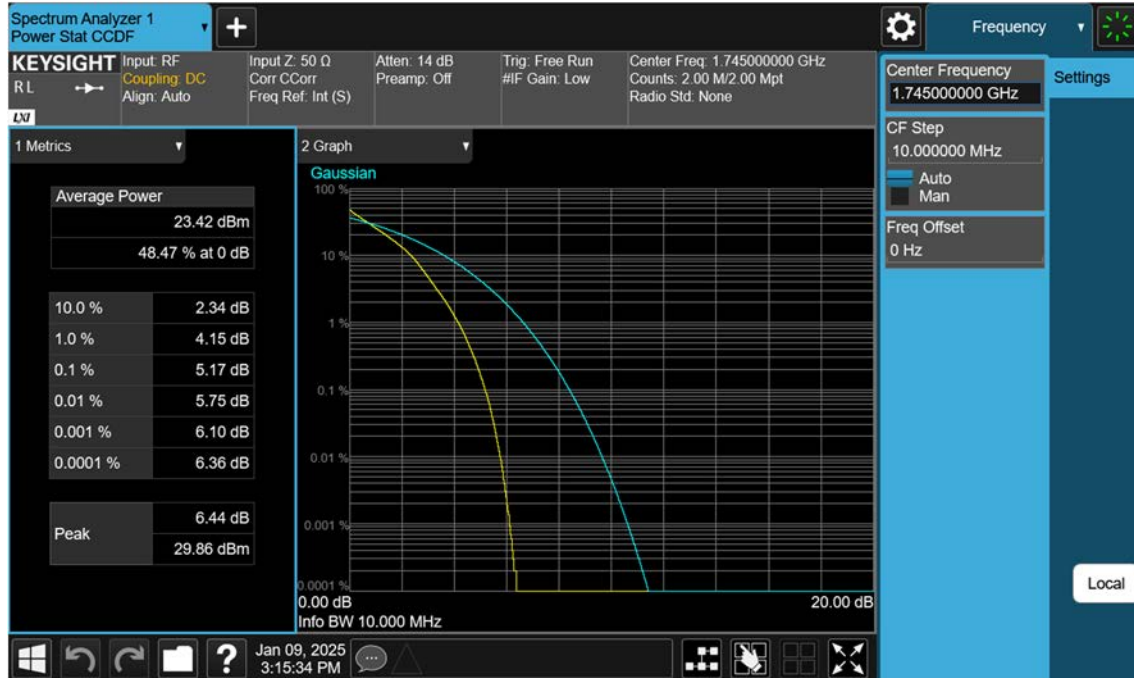 Spectrum Analyzer 1
Power Stat CCDF
Frequency
KEYSIGHT
R L
LXI
Input: RF
Coupling: DC
Align: Auto
Input Z: 50 Ω
Corr CCorr
Freq Ref: Int (S)
Atten: 14 dB
Preamp: Off
Trig: Free Run
#IF Gain: Low
Center Freq: 1.745000000 GHz
Counts: 2.00 M/2.00 Mpt
Radio Std: None
Center Frequency
1.745000000 GHz
Settings
CF Step
10.000000 MHz
Auto
Man
Freq Offset
0 Hz
Local
1 Metrics
Average Power
23.42 dBm
48.47 % at 0 dB
10.0 % 2.34 dB
1.0 % 4.15 dB
0.1 % 5.17 dB
0.01 % 5.75 dB
0.001 % 6.10 dB
0.0001 % 6.36 dB
Peak 6.44 dB
29.86 dBm
2 Graph
Gaussian
100 %
10 %
1 %
0.1 %
0.01 %
0.001 %
0.0001 %
0.00 dB 20.00 dB
Info BW 10.000 MHz
?
Jan 09, 2025
3:15:34 PM